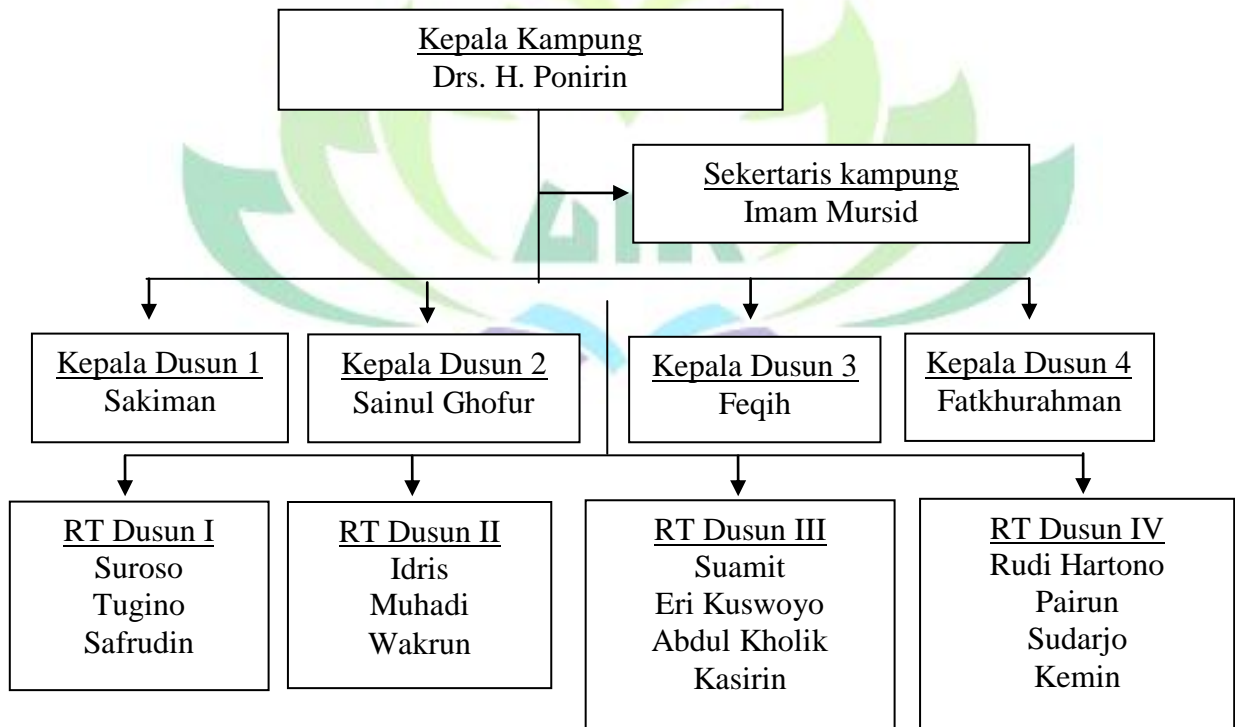 Kepala Kampung
Drs. H. Ponirin
Sekertaris kampung
Imam Mursid
Kepala Dusun 1
Sakiman
Kepala Dusun 2
Sainul Ghofur
Kepala Dusun 3
Feqih
Kepala Dusun 4
Fatkhurahman
RT Dusun I
Suroso
Tugino
Safrudin
RT Dusun II
Idris
Muhadi
Wakrun
RT Dusun III
Suamit
Eri Kuswoyo
Abdul Kholik
Kasirin
RT Dusun IV
Rudi Hartono
Pairun
Sudarjo
Kemin